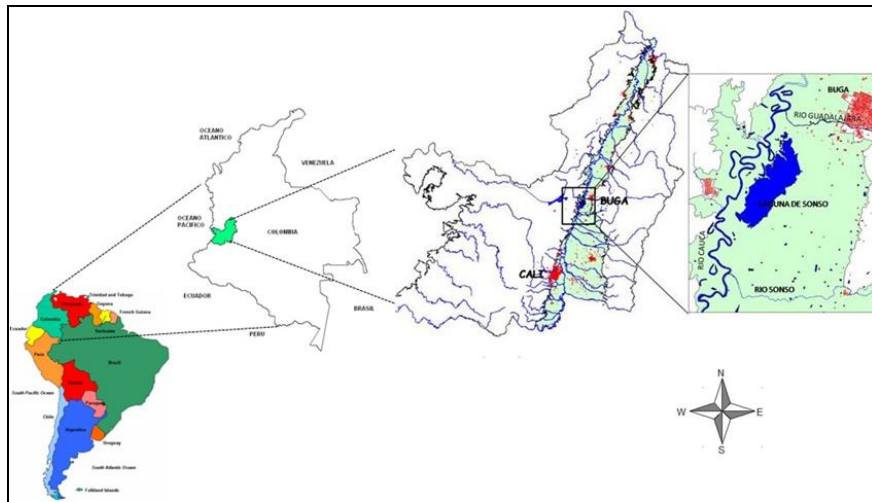 OCEANO
ATLANTICO
VENEZUELA
OCEANO
PACIFICO
COLOMBIA
ECUADOR
PERU
BRASIL
BUGA
CALI
BUGA
RIO GUADALAJARA
LAGUNA DE SONSO
RIO CAUCA
RIO SONSO
Trinidad and Tobago
Guyana
French Guiana
Venezuela
Colombia
Suriname
Ecuador
Peru
Brazil
South Pacific Ocean
Bolivia
Paraguay
Chile
Argentina
Uruguay
South Atlantic Ocean
Falkland Islands
N
W
E
S